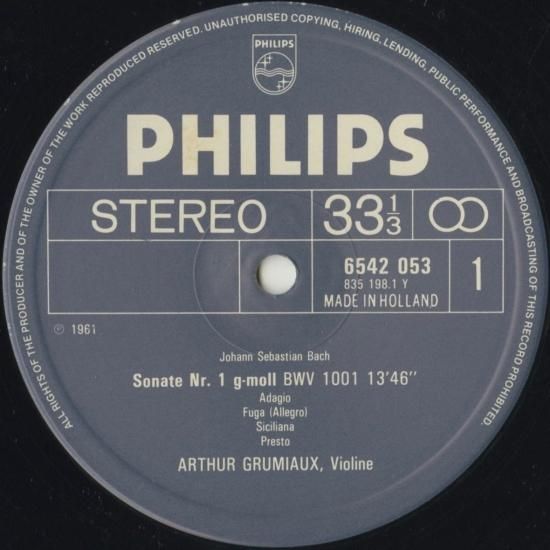 ALL RIGHTS OF THE PRODUCER AND OF THE OWNER OF THE WORK REPRODUCED RESERVED. UNAUTHORISED COPYING, HIRING, LENDING, PUBLIC PERFORMANCE AND BROADCASTING OF THIS RECORD PROHIBITED.
PHILIPS
PHILIPS
STEREO 33 1/3
6542 053 1
835 198.1 Y
MADE IN HOLLAND
℗ 1961
Johann Sebastian Bach
Sonate Nr. 1 g-moll BWV 1001 13'46"
Adagio
Fuga (Allegro)
Siciliana
Presto
ARTHUR GRUMIAUX, Violine